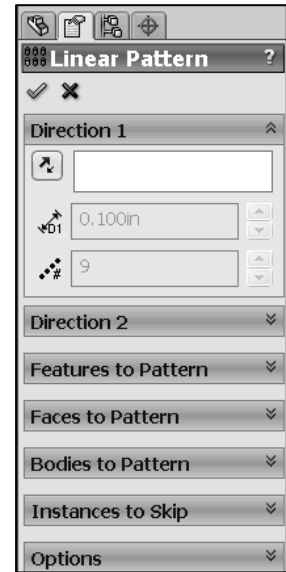 Linear Pattern ?
Direction 1
D1 0.100in
# 9
Direction 2
Features to Pattern
Faces to Pattern
Bodies to Pattern
Instances to Skip
Options